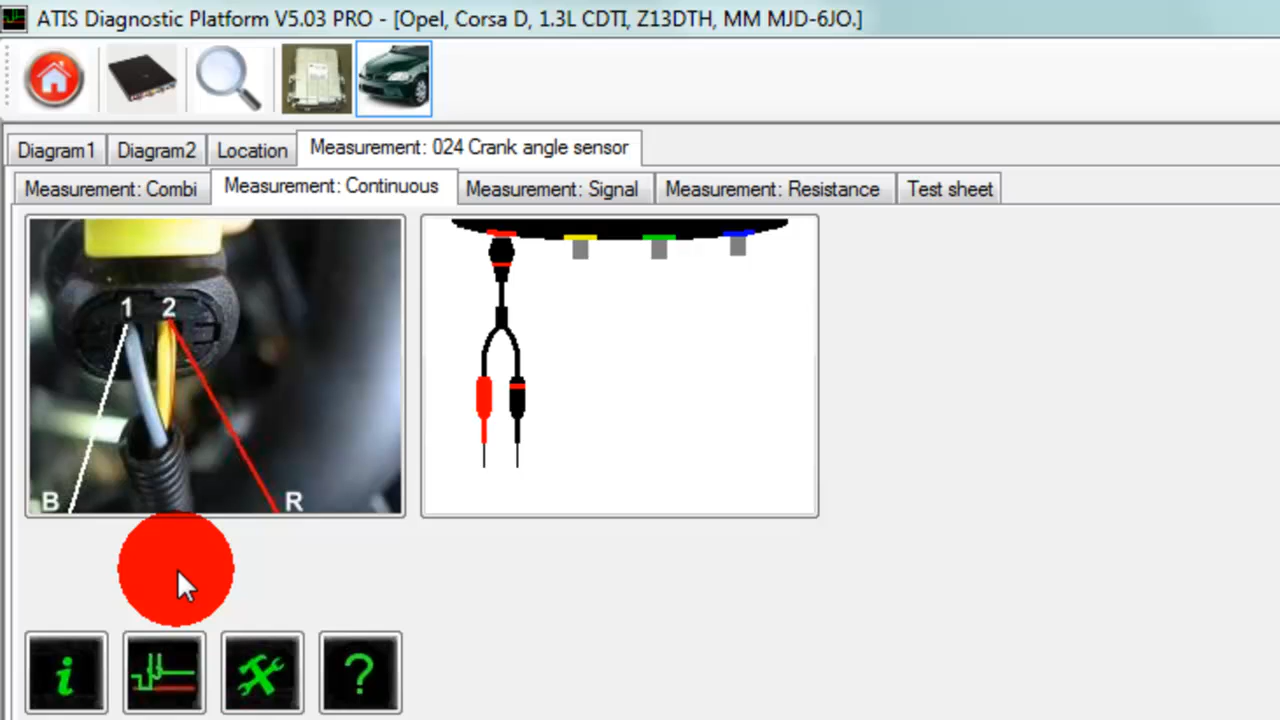 ATIS Diagnostic Platform V5.03 PRO - [Opel, Corsa D, 1.3L CDTI, Z13DTH, MM MJD-6JO.]
Diagram1 Diagram2 Location Measurement: 024 Crank angle sensor
Measurement: Combi Measurement: Continuous Measurement: Signal Measurement: Resistance Test sheet
1 2
B R
i ?